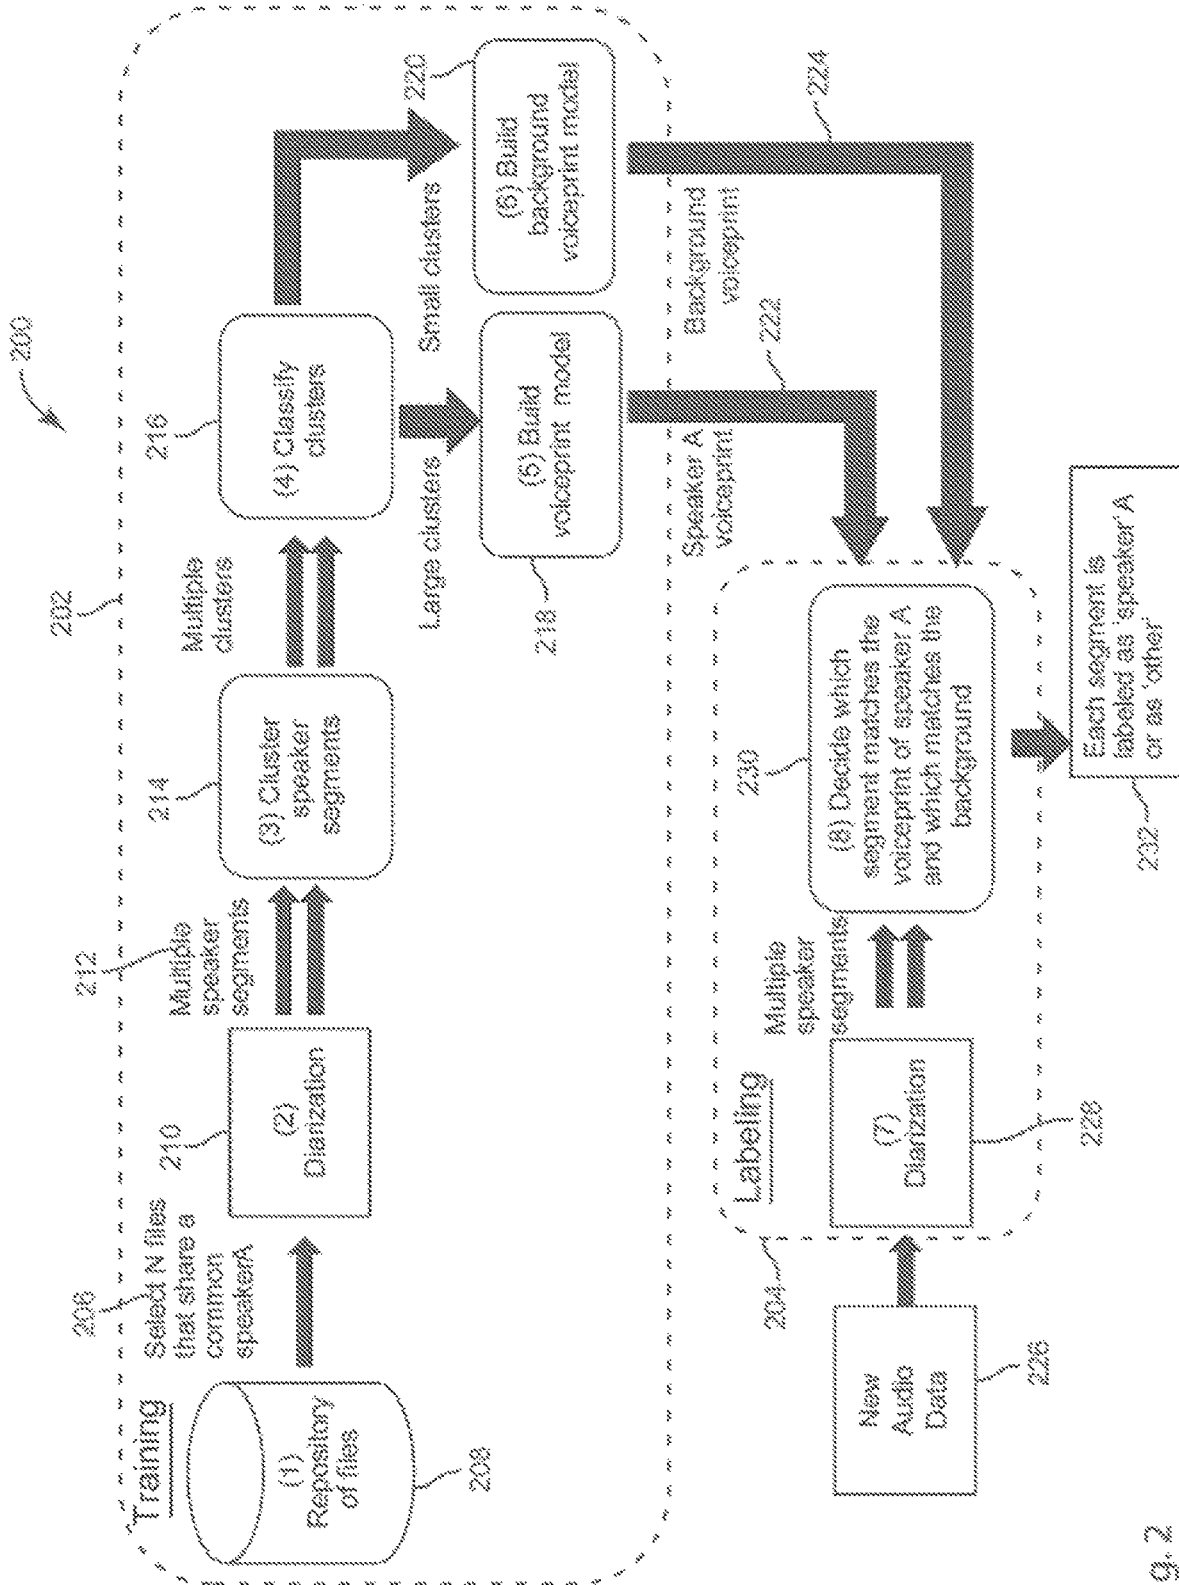 200
202
Training
206
Select N files
that share a
common
speakerA
(1)
Repository
of files
208
210
(2)
Diarization
212
Multiple
speaker
segments
214
(3) Cluster
speaker
segments
Multiple
clusters
216
(4) Classify
clusters
Large clusters
Small clusters
218
(5) Build
voiceprint model
220
(6) Build
background
voiceprint model
Speaker A
voiceprint
222
Background
voiceprint
224
Labeling
204
New
Audio
Data
226
(7)
Diarization
228
Multiple
speaker
segments
230
(8) Decide which
segment matches the
voiceprint of speaker A
and which matches the
background
Each segment is
labeled as 'speaker' A
or as 'other'
232
g. 2